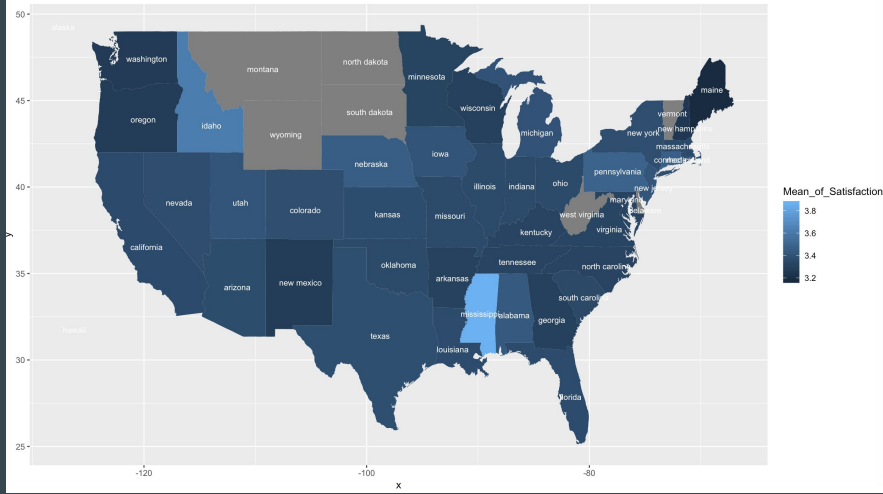 50
alaska
washington
montana
north dakota
minnesota
maine
45
oregon
idaho
wyoming
south dakota
wisconsin
michigan
vermont
new york
new hampshire
massachusetts
nebraska
iowa
pennsylvania
40
nevada
utah
colorado
kansas
missouri
illinois
indiana
ohio
west virginia
new jersey
maryland
delaware
virginia
kentucky
california
y
35
arizona
new mexico
oklahoma
arkansas
tennessee
north carolina
south carolina
mississippi
alabama
georgia
hawaii
texas
louisiana
30
florida
25
-120
-100
-80
x
Mean_of_Satisfaction
3.8
3.6
3.4
3.2